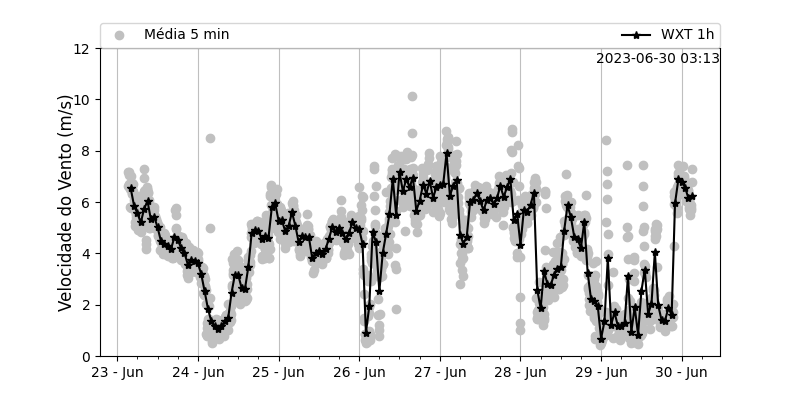 Média 5 min
WXT 1h
2023-06-30 03:13
Velocidade do Vento (m/s)
12
10
8
6
4
2
0
23 - Jun
24 - Jun
25 - Jun
26 - Jun
27 - Jun
28 - Jun
29 - Jun
30 - Jun